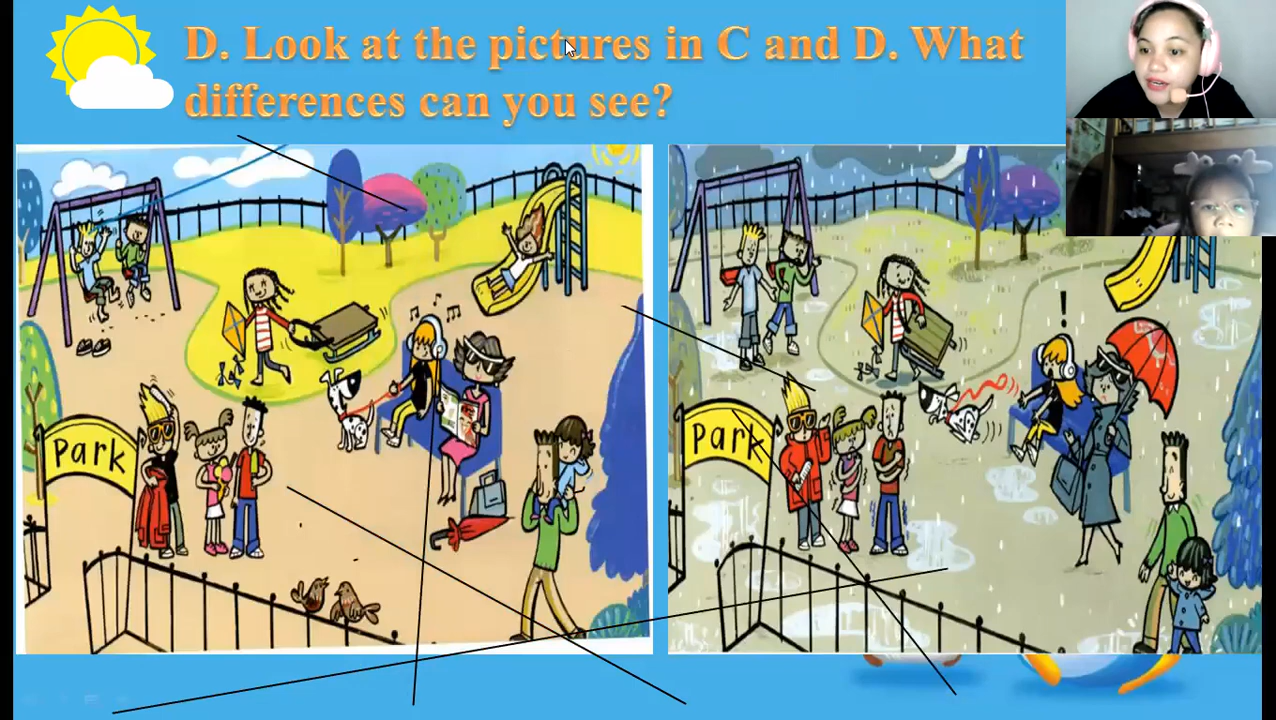 D. Look at the pictures in C and D. What
differences can you see?
Park
Park